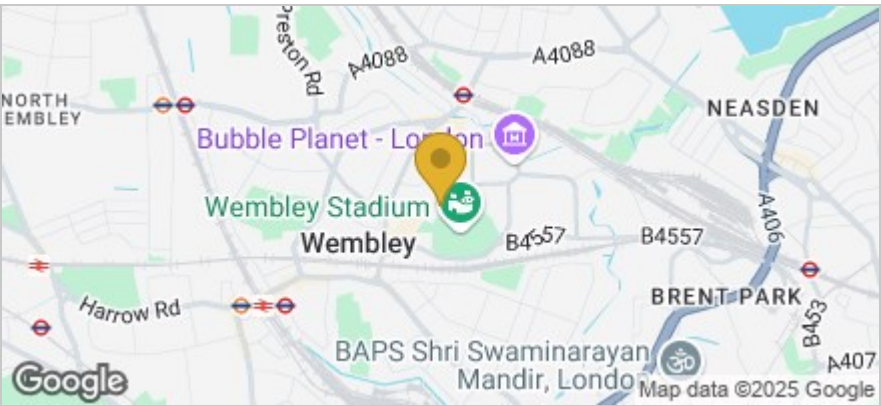 Preston Rd
A4088
A4088
NORTH
EMBLEY
NEASDEN
Bubble Planet - London
Wembley Stadium
A406
Wembley
B4557
B4557
BRENT PARK
Harrow Rd
B453
BAPS Shri Swaminarayan
Mandir, London
A407
Google
Map data ©2025 Google